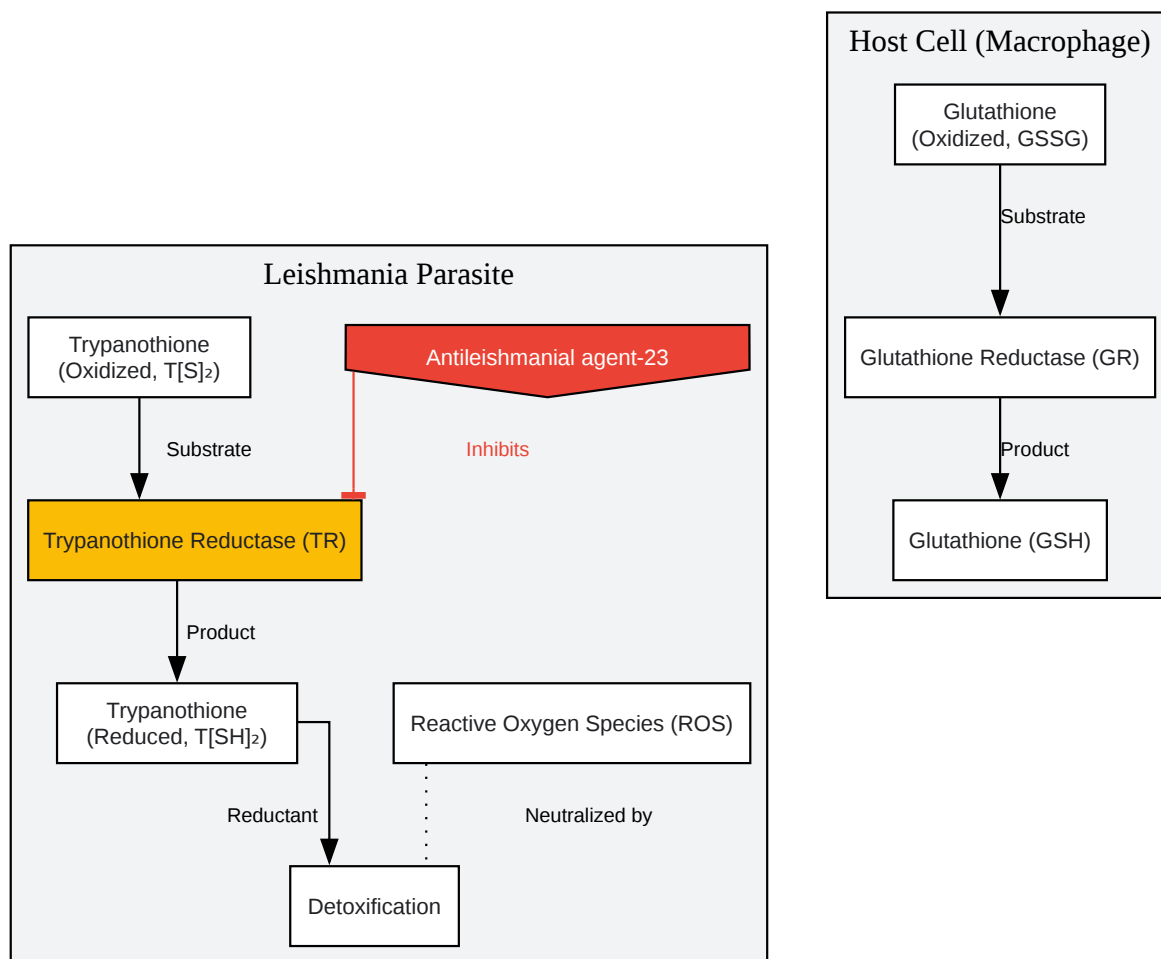 Host Cell (Macrophage)
Glutathione
(Oxidized, GSSG)
Substrate
Glutathione Reductase (GR)
Product
Glutathione (GSH)
Leishmania Parasite
Trypanothione
(Oxidized, T[S]₂)
Antileishmanial agent-23
Substrate
Inhibits
Trypanothione Reductase (TR)
Product
Trypanothione
(Reduced, T[SH]₂)
Reactive Oxygen Species (ROS)
Reductant
Neutralized by
Detoxification